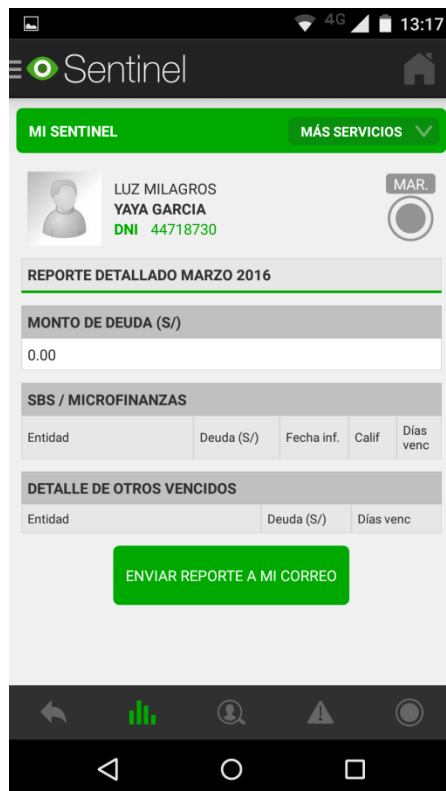 4G 13:17
Sentinel
MI SENTINEL MÁS SERVICIOS
LUZ MILAGROS MAR.
YAYA GARCIA
DNI 44718730
REPORTE DETALLADO MARZO 2016
MONTO DE DEUDA (S/)
0.00
SBS / MICROFINANZAS
Entidad Deuda (S/) Fecha inf. Calif Días venc
DETALLE DE OTROS VENCIDOS
Entidad Deuda (S/) Días venc
ENVIAR REPORTE A MI CORREO